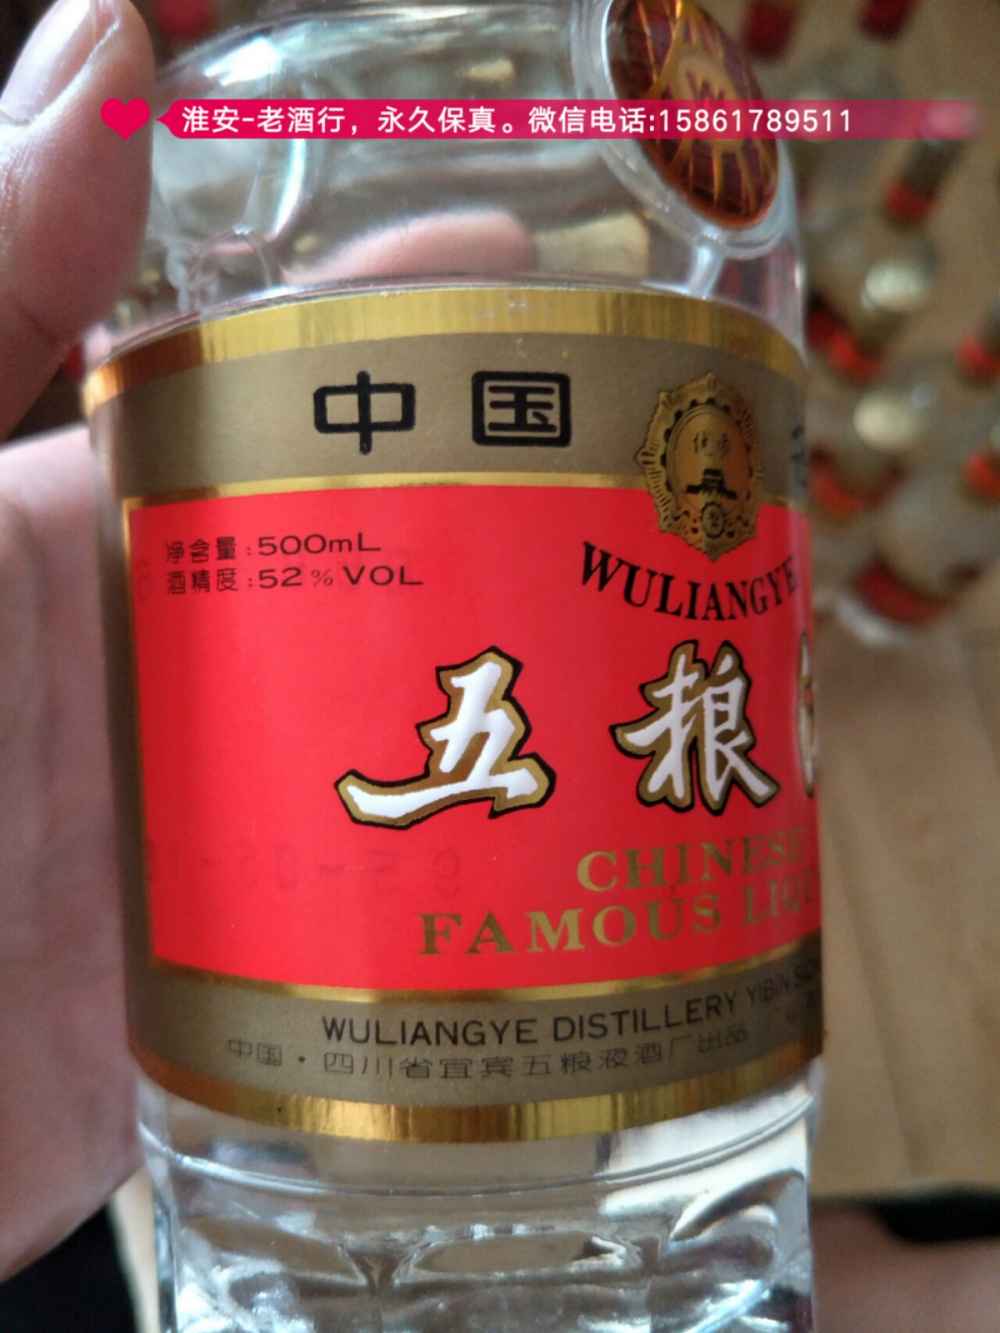 淮安-老酒行，永久保真。微信电话:15861789511
中国
净含量:500mL
酒精度:52%VOL
WULIANGYE
五粮
CHINESE
FAMOUS
WULIANGYE DISTILLERY YIBIN
中国·四川省宜宾五粮液酒厂出品